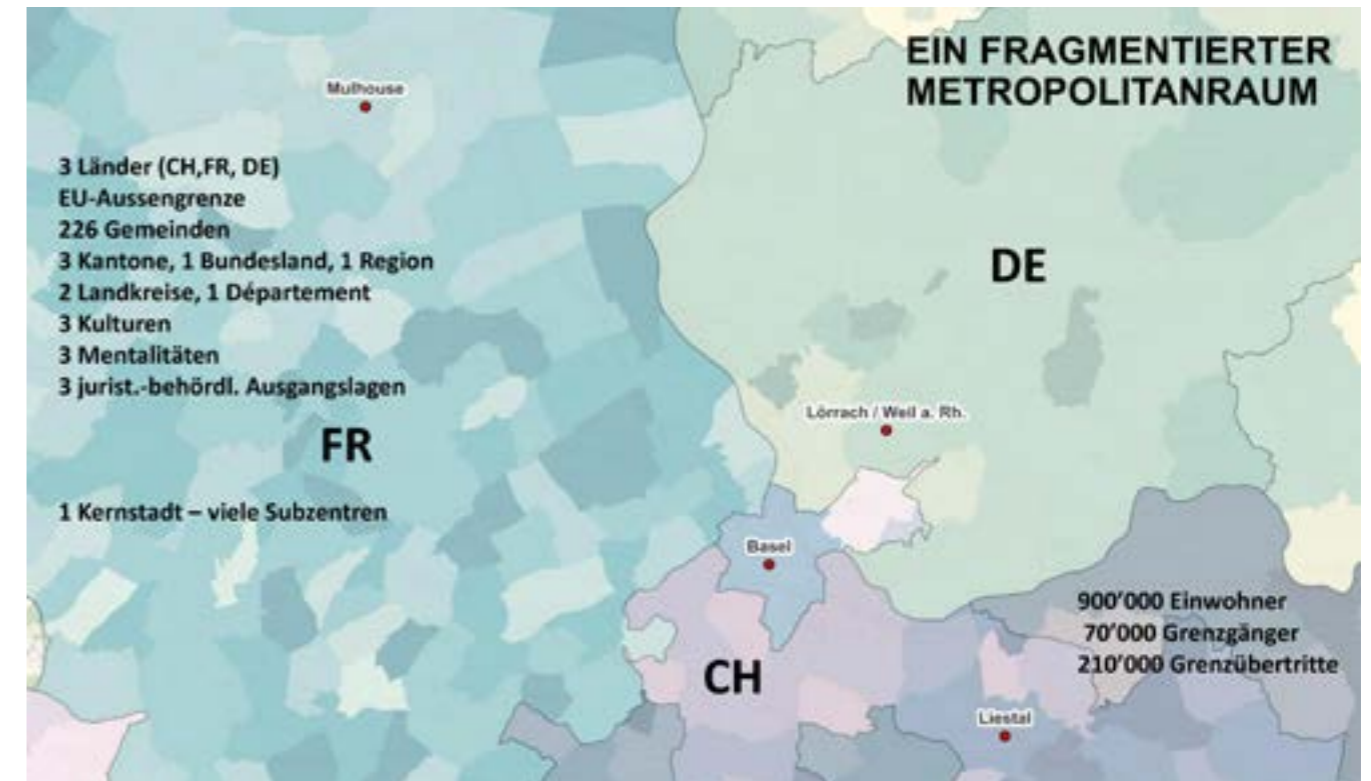 EIN FRAGMENTIERTER
METROPOLITANRAUM
Mulhouse
3 Länder (CH,FR, DE)
EU-Aussengrenze
226 Gemeinden
3 Kantone, 1 Bundesland, 1 Region
2 Landkreise, 1 Département
3 Kulturen
3 Mentalitäten
3 jurist.-behördl. Ausgangslagen
DE
Lörrach / Weil a. Rh.
FR
1 Kernstadt – viele Subzentren
Basel
900’000 Einwohner
70’000 Grenzgänger
210’000 Grenzübertritte
CH
Liestal